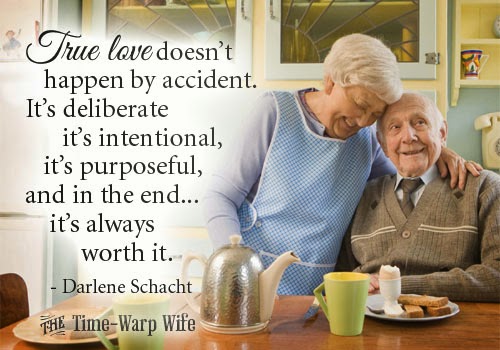 True love doesn't
happen by accident.
It's deliberate
it's intentional,
it's purposeful,
and in the end...
it's always
worth it.
- Darlene Schacht
THE Time-Warp Wife